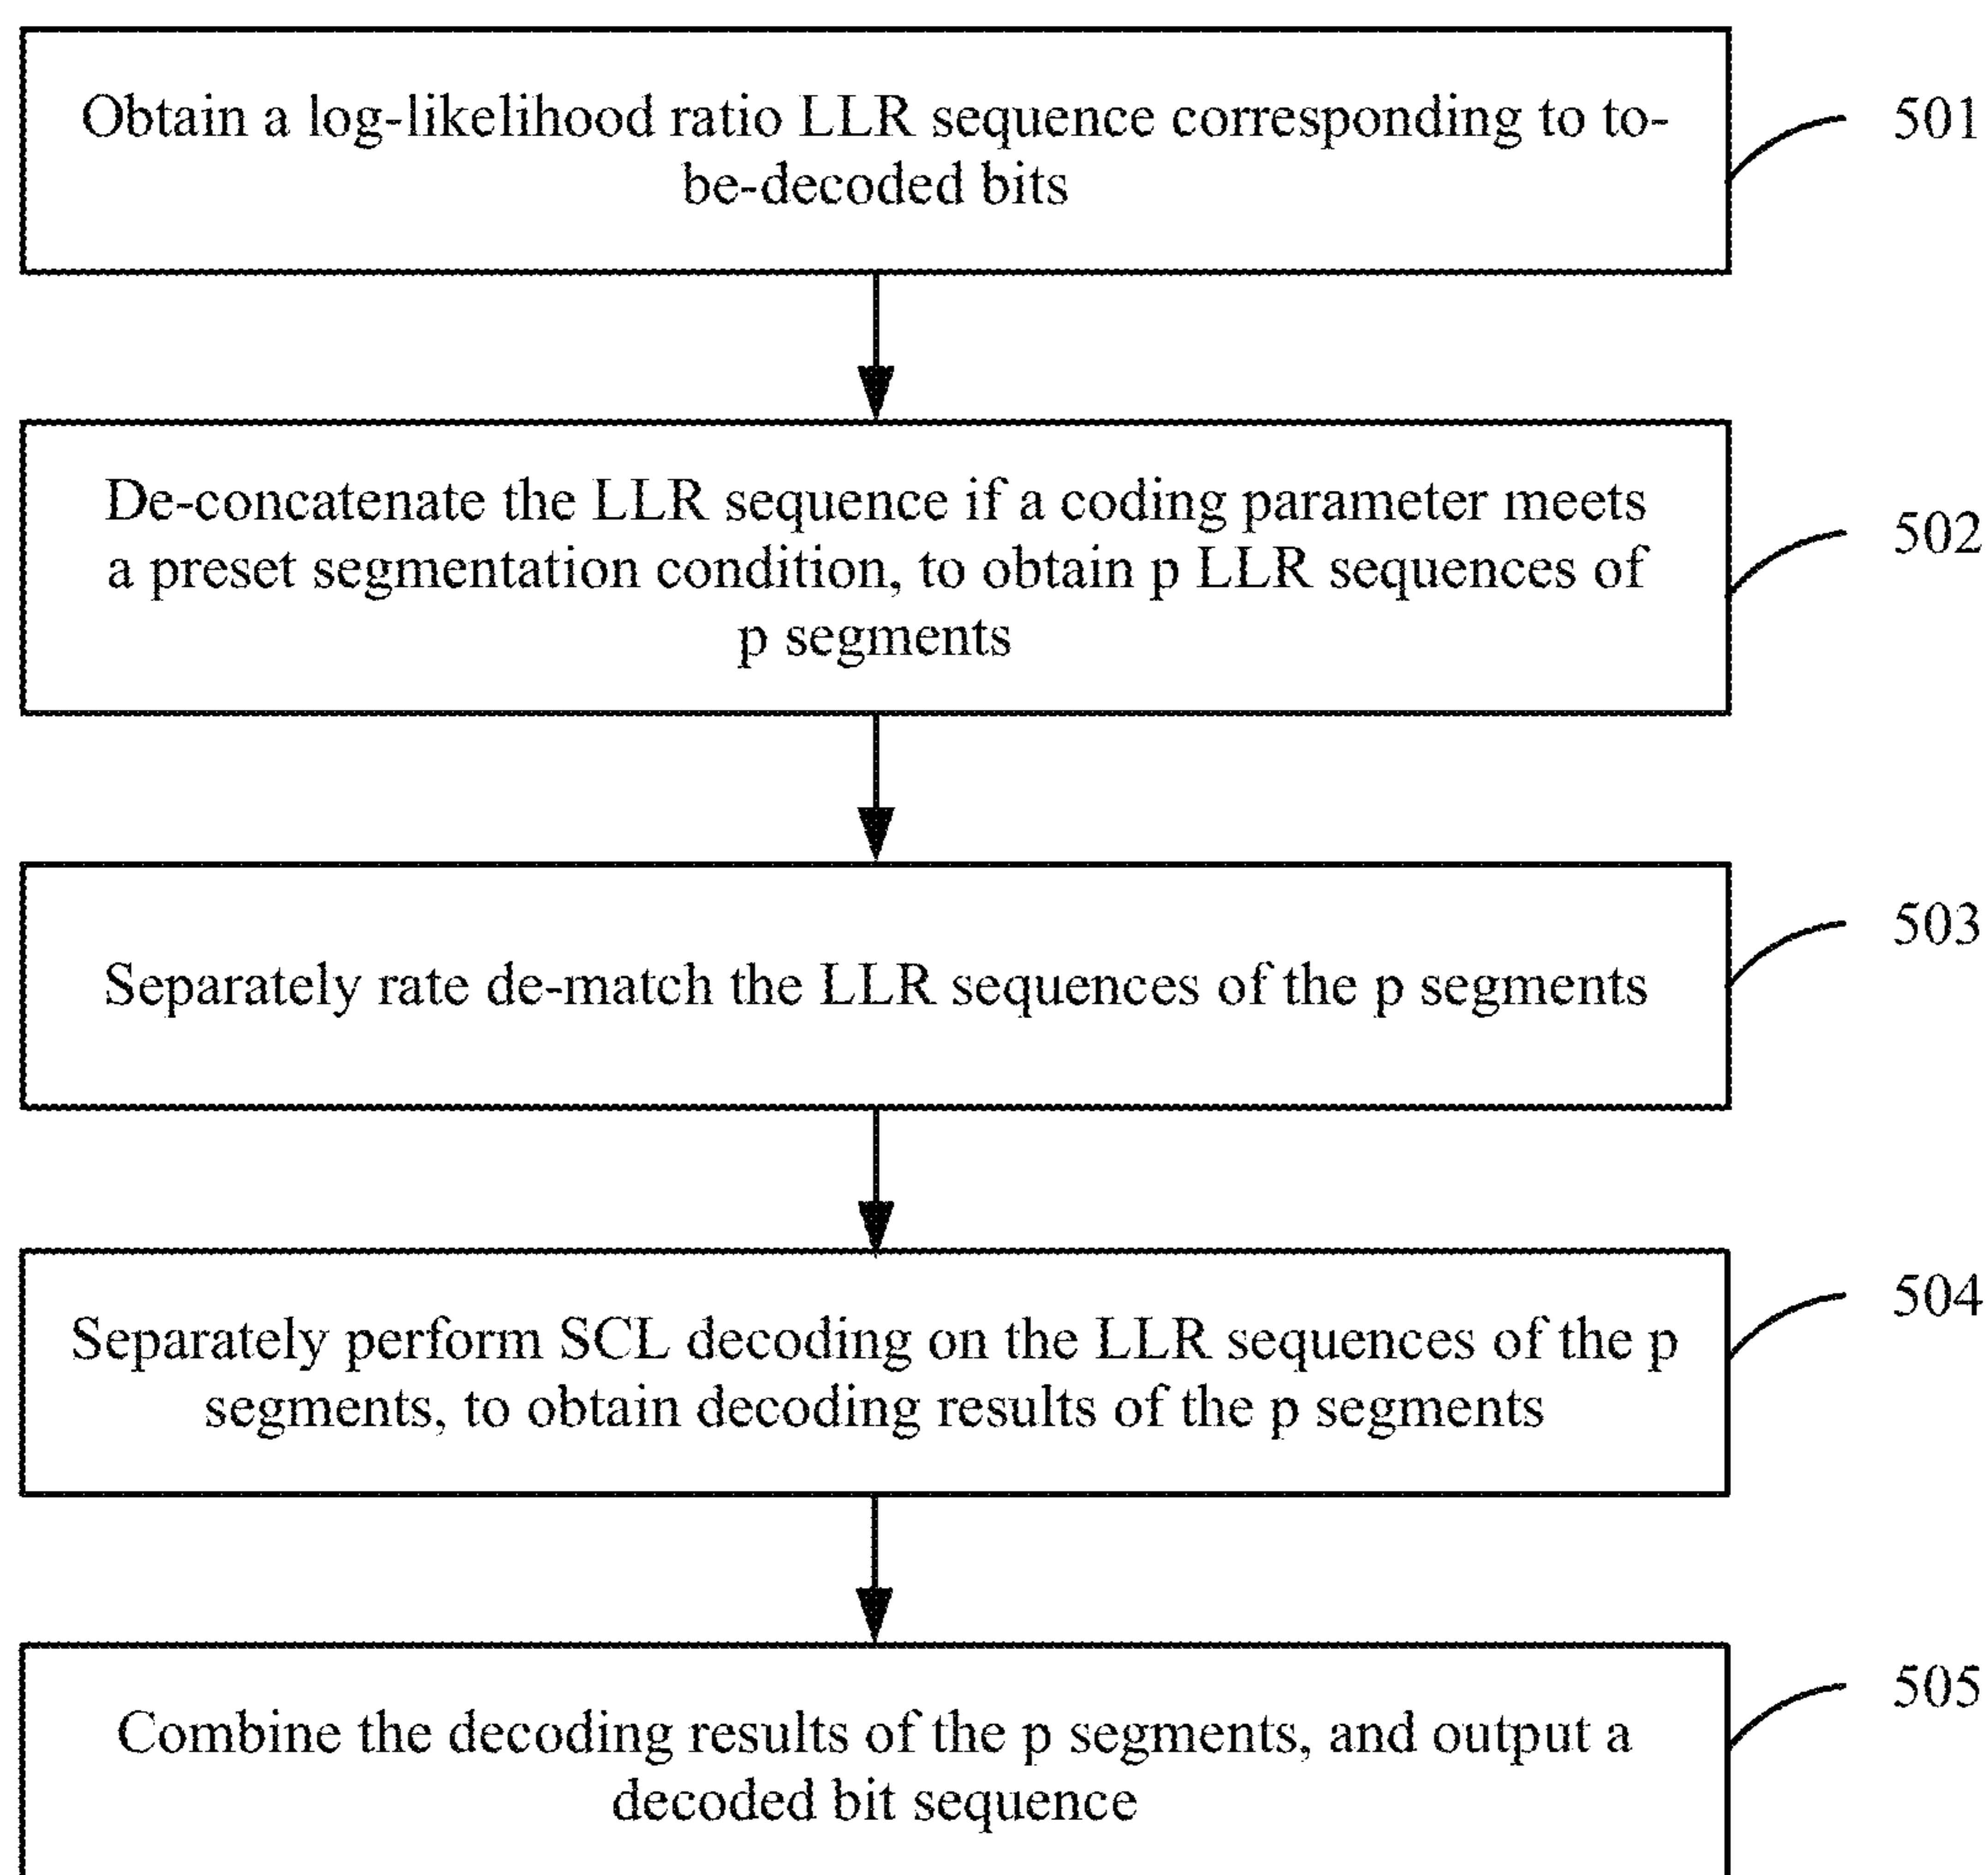 Obtain a log-likelihood ratio LLR sequence corresponding to to-
be-decoded bits
501
De-concatenate the LLR sequence if a coding parameter meets
a preset segmentation condition, to obtain p LLR sequences of
p segments
502
Separately rate de-match the LLR sequences of the p segments
503
Separately perform SCL decoding on the LLR sequences of the p
segments, to obtain decoding results of the p segments
504
Combine the decoding results of the p segments, and output a
decoded bit sequence
505